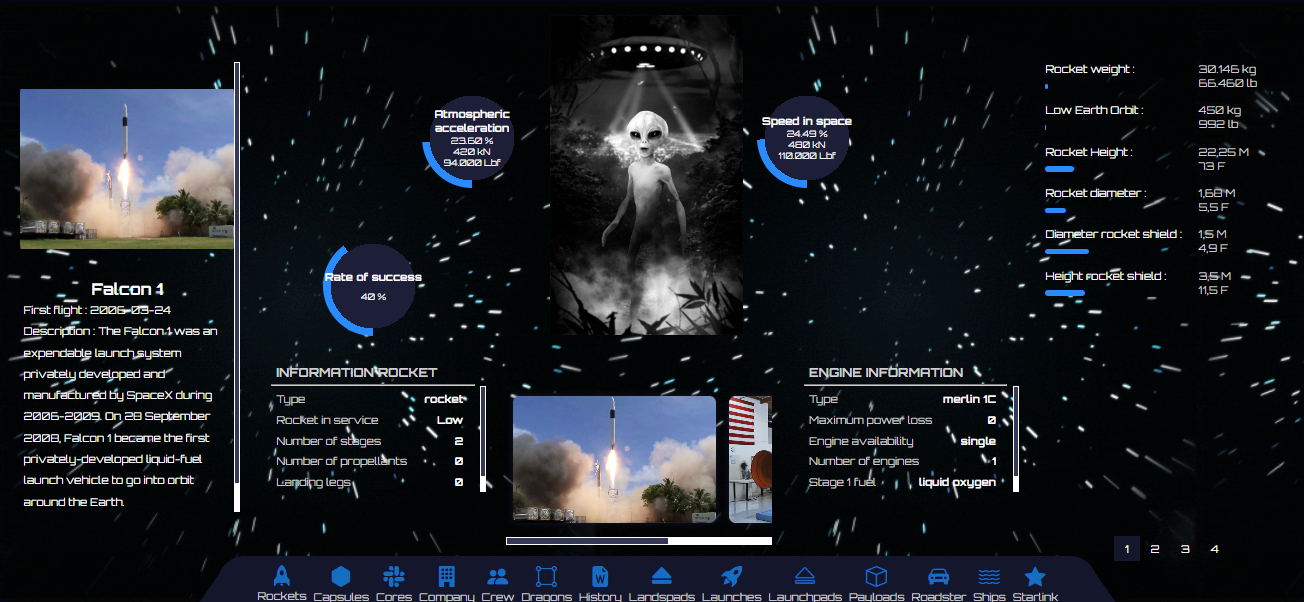 Falcon 1
First flight : 2006-03-24
Description : The Falcon 1 was an
expendable launch system
privately developed and
manufactured by SpaceX during
2006-2009. On 28 September
2008, Falcon 1 became the first
privately-developed liquid-fuel
launch vehicle to go into orbit
around the Earth.
Atmospheric
acceleration
23.60 %
420 kN
94.000 Lbf
Speed in space
24.49 %
480 kN
110.000 Lbf
Rate of success
40 %
Rocket weight : 30.146 kg
66.460 lb
Low Earth Orbit : 450 kg
992 lb
Rocket Height : 22,25 M
73 F
Rocket diameter : 1,68 M
5,5 F
Diameter rocket shield : 1,5 M
4,9 F
Height rocket shield : 3,5 M
11,5 F
INFORMATION ROCKET
Type rocket
Rocket in service Low
Number of stages 2
Number of propellants 0
Landing legs 0
ENGINE INFORMATION
Type merlin 1C
Maximum power loss 0
Engine availability single
Number of engines 1
Stage 1 fuel liquid oxygen
1 2 3 4
Rockets Capsules Cores Company Crew Dragons History Landspads Launches Launchpads Payloads Roadster Ships Starlink